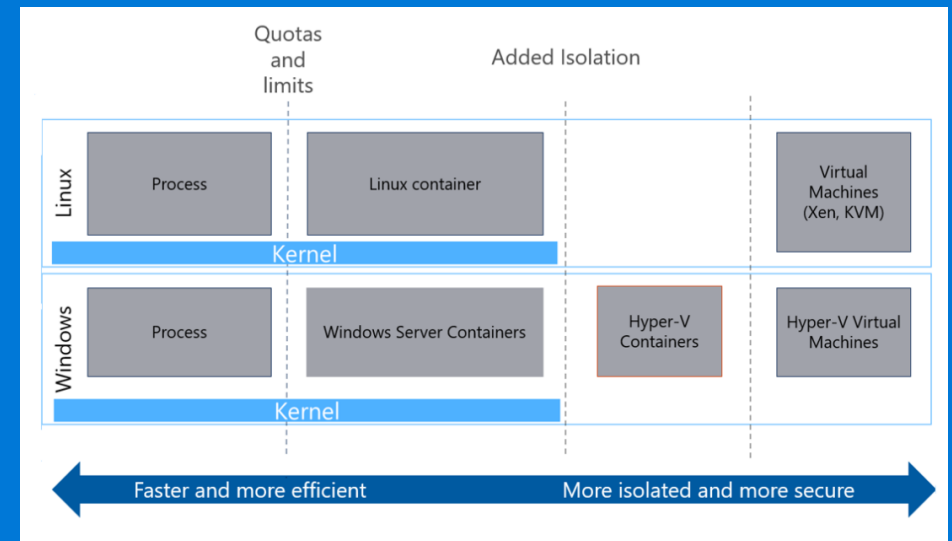 Quotas
and
limits
Added Isolation
Linux
Process
Linux container
Virtual
Machines
(Xen, KVM)
Kernel
Windows
Process
Windows Server Containers
Hyper-V
Containers
Hyper-V Virtual
Machines
Kernel
Faster and more efficient
More isolated and more secure